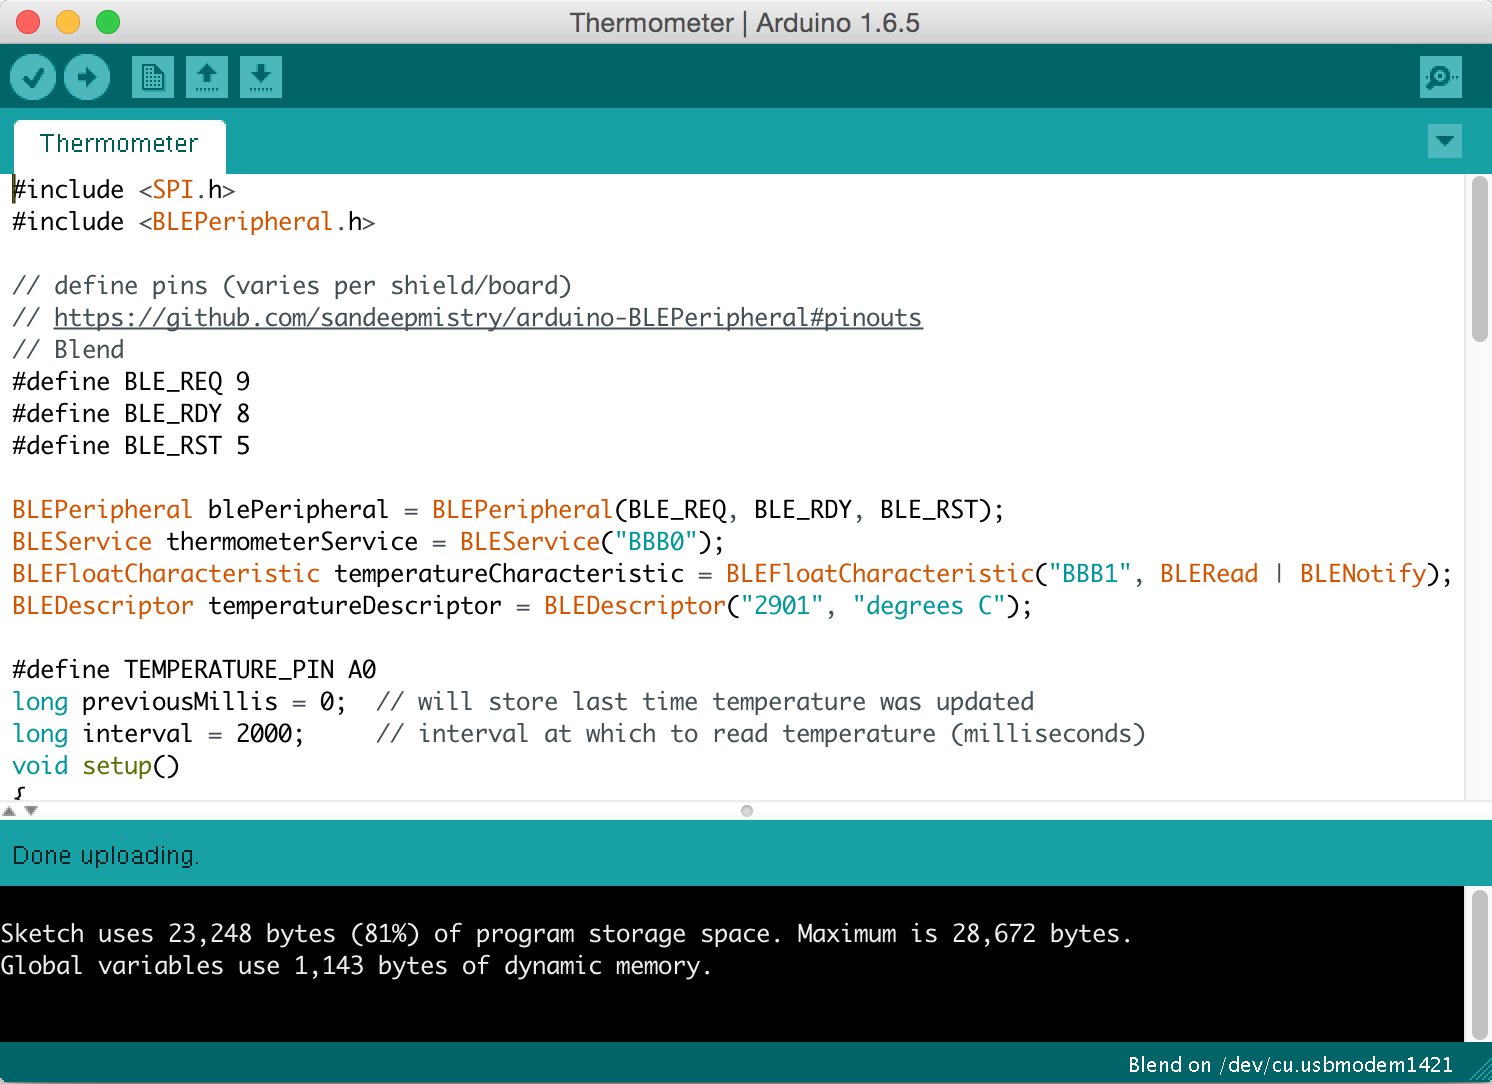 Thermometer | Arduino 1.6.5
Thermometer
#include <SPI.h>
#include <BLEPeripheral.h>
// define pins (varies per shield/board)
// https://github.com/sandeepmistry/arduino-BLEPeripheral#pinouts
// Blend
#define BLE_REQ 9
#define BLE_RDY 8
#define BLE_RST 5
BLEPeripheral blePeripheral = BLEPeripheral(BLE_REQ, BLE_RDY, BLE_RST);
BLEService thermometerService = BLEService("BBB0");
BLEFloatCharacteristic temperatureCharacteristic = BLEFloatCharacteristic("BBB1", BLERead | BLENotify);
BLEDescriptor temperatureDescriptor = BLEDescriptor("2901", "degrees C");
#define TEMPERATURE_PIN A0
long previousMillis = 0;  // will store last time temperature was updated
long interval = 2000;     // interval at which to read temperature (milliseconds)
void setup()
{
Done uploading.
Sketch uses 23,248 bytes (81%) of program storage space. Maximum is 28,672 bytes.
Global variables use 1,143 bytes of dynamic memory.
Blend on /dev/cu.usbmodem1421